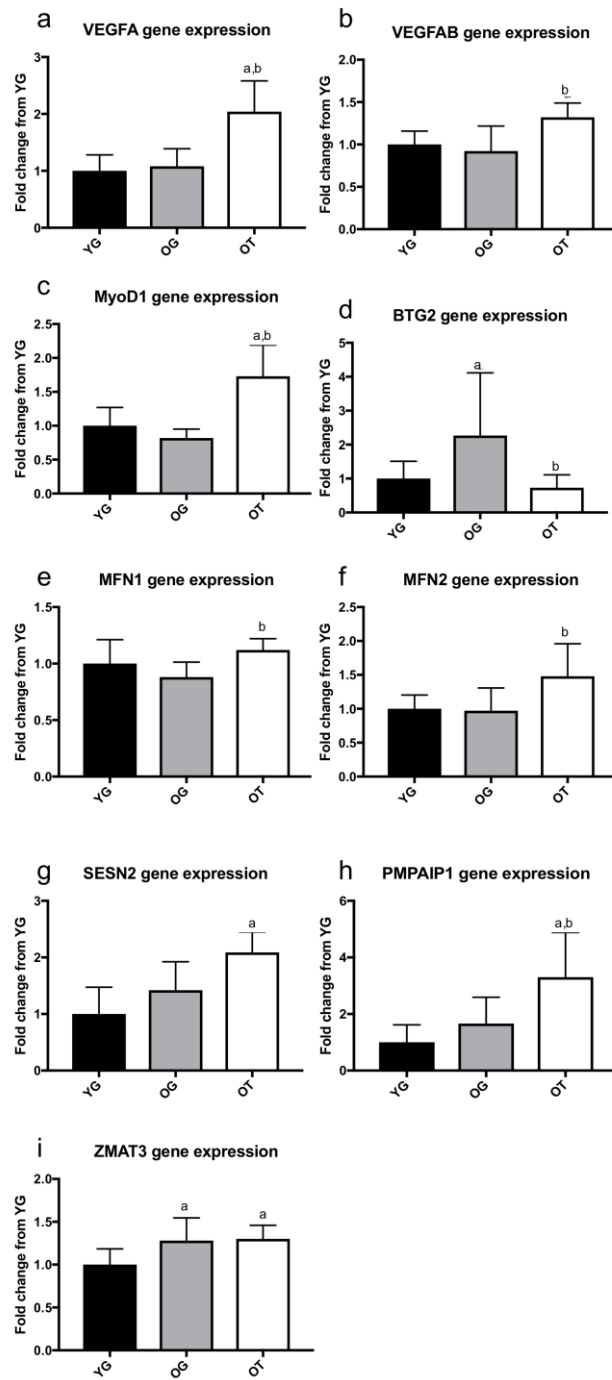 a
VEGFA gene expression
Fold change from YG
3
2
1
0
a,b
YG
OG
OT
b
VEGFAB gene expression
Fold change from YG
2.0
1.5
1.0
0.5
0.0
b
YG
OG
OT
c
MyoD1 gene expression
Fold change from YG
2.5
2.0
1.5
1.0
0.5
0.0
a,b
YG
OG
OT
d
BTG2 gene expression
Fold change from YG
5
4
3
2
1
0
a
b
YG
OG
OT
e
MFN1 gene expression
Fold change from YG
1.5
1.0
0.5
0.0
b
YG
OG
OT
f
MFN2 gene expression
Fold change from YG
2.5
2.0
1.5
1.0
0.5
0.0
b
YG
OG
OT
g
SESN2 gene expression
Fold change from YG
3
2
1
0
a
YG
OG
OT
h
PMPAIP1 gene expression
Fold change from YG
6
4
2
0
a,b
YG
OG
OT
i
ZMAT3 gene expression
Fold change from YG
2.0
1.5
1.0
0.5
0.0
a
a
YG
OG
OT